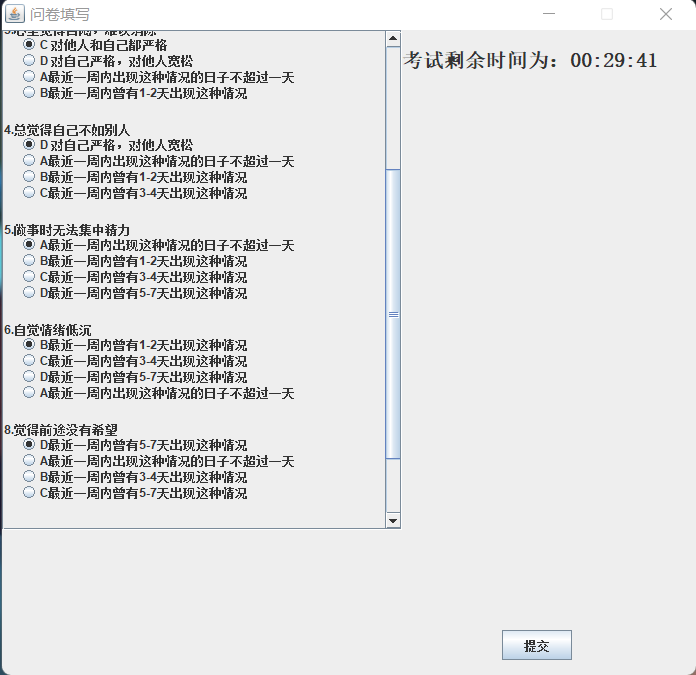 问卷填写
考试剩余时间为：00:29:41
C 对他人和自己都严格
D 对自己严格，对他人宽松
A最近一周内出现这种情况的日子不超过一天
B最近一周内曾有1-2天出现这种情况
4.总觉得自己不如别人
D 对自己严格，对他人宽松
A最近一周内出现这种情况的日子不超过一天
B最近一周内曾有1-2天出现这种情况
C最近一周内曾有3-4天出现这种情况
5.做事时无法集中精力
A最近一周内出现这种情况的日子不超过一天
B最近一周内曾有1-2天出现这种情况
C最近一周内曾有3-4天出现这种情况
D最近一周内曾有5-7天出现这种情况
6.自觉情绪低沉
B最近一周内曾有1-2天出现这种情况
C最近一周内曾有3-4天出现这种情况
D最近一周内曾有5-7天出现这种情况
A最近一周内出现这种情况的日子不超过一天
8.觉得前途没有希望
D最近一周内曾有5-7天出现这种情况
A最近一周内出现这种情况的日子不超过一天
B最近一周内曾有3-4天出现这种情况
C最近一周内曾有5-7天出现这种情况
提交